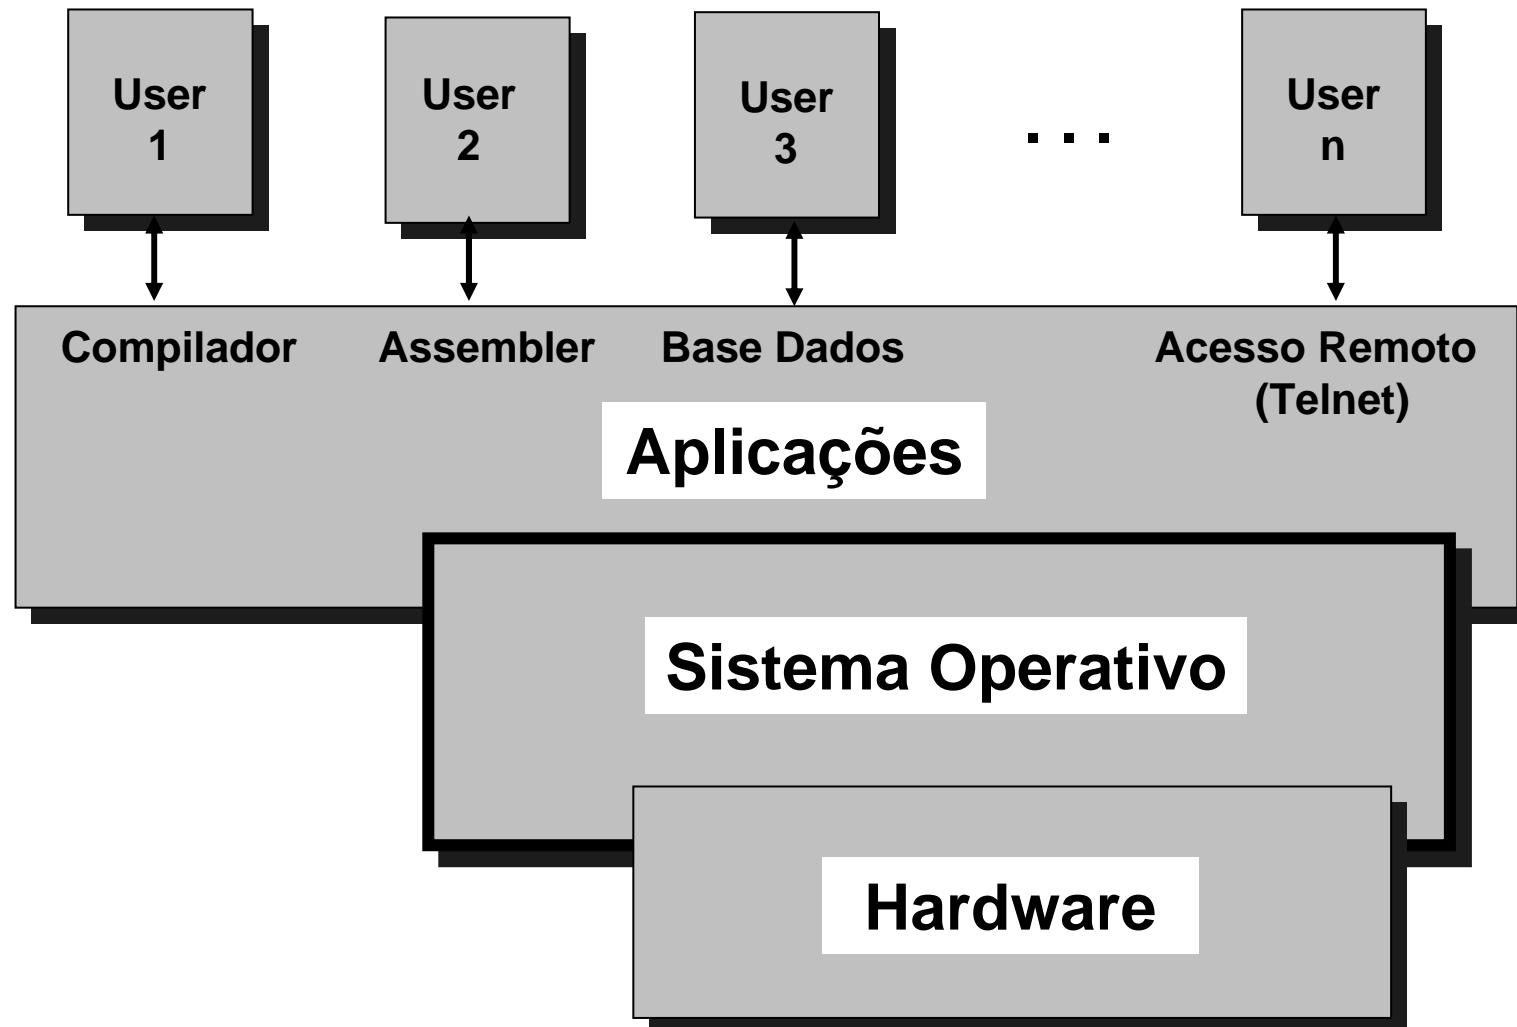 User
1
User
2
User
3
. . .
User
n
Compilador
Assembler
Base Dados
Acesso Remoto
(Telnet)
Aplicações
Sistema Operativo
Hardware